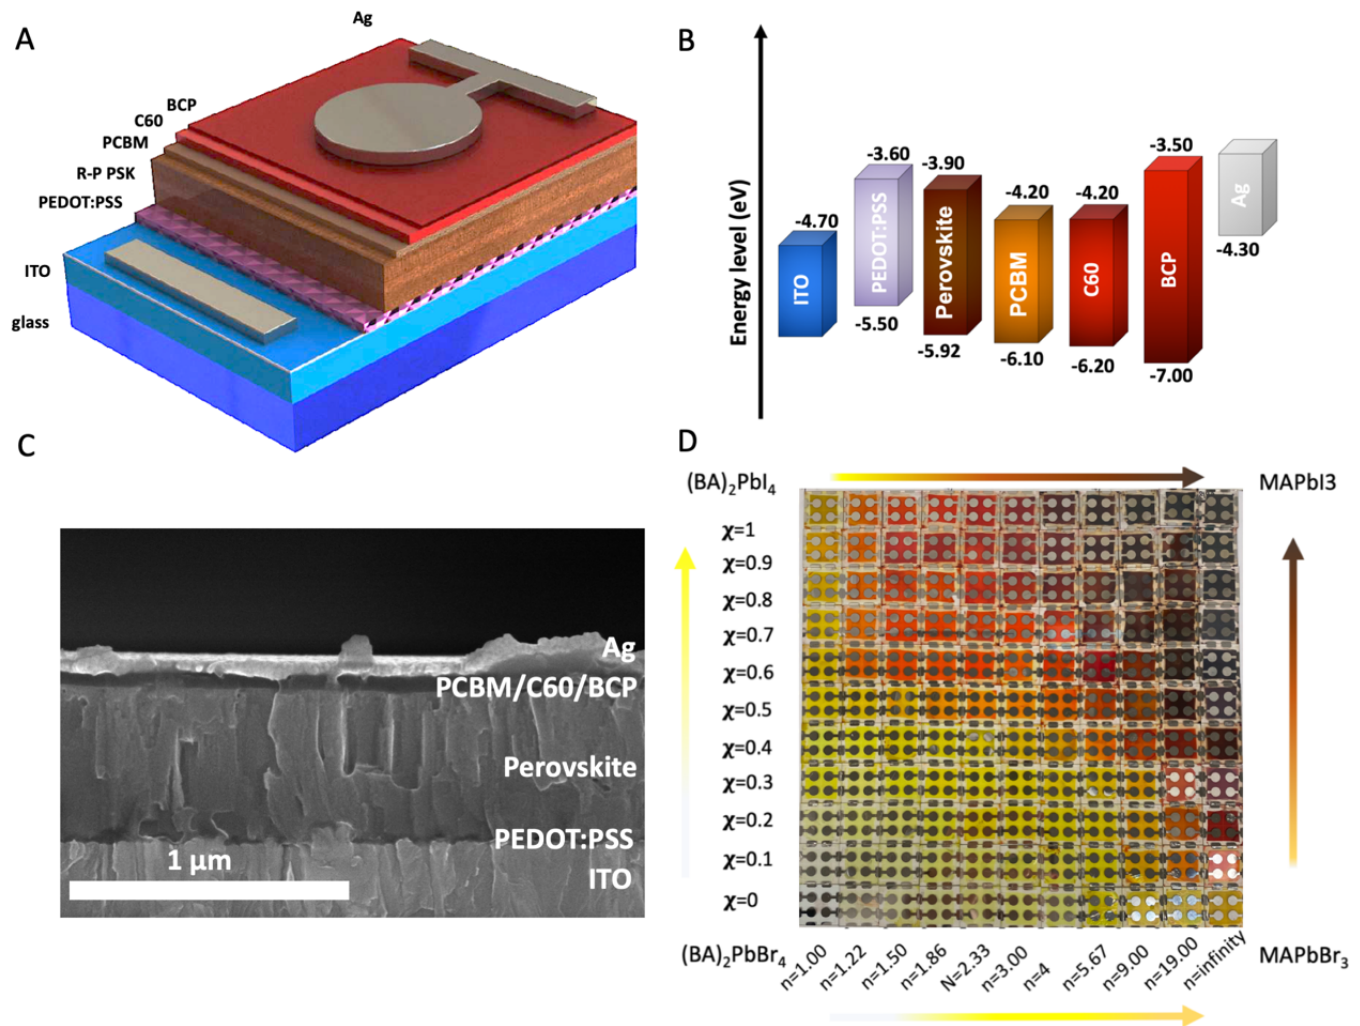 A
Ag
BCP
C60
PCBM
R-P PSK
PEDOT:PSS
ITO
glass
B
Energy level (eV)
-4.70
ITO
-3.60
PEDOT:PSS
-5.50
-3.90
Perovskite
-5.92
-4.20
PCBM
-6.10
-4.20
C60
-6.20
-3.50
BCP
-7.00
Ag
-4.30
C
Ag
PCBM/C60/BCP
Perovskite
PEDOT:PSS
1 µm
ITO
D
(BA)₂PbI₄
MAPbI3
χ=1
χ=0.9
χ=0.8
χ=0.7
χ=0.6
χ=0.5
χ=0.4
χ=0.3
χ=0.2
χ=0.1
χ=0
(BA)₂PbBr₄
n=1.00
n=1.22
n=1.50
n=1.86
N=2.33
n=3.00
n=4
n=5.67
n=9.00
n=19.00
n=infinity
MAPbBr₃